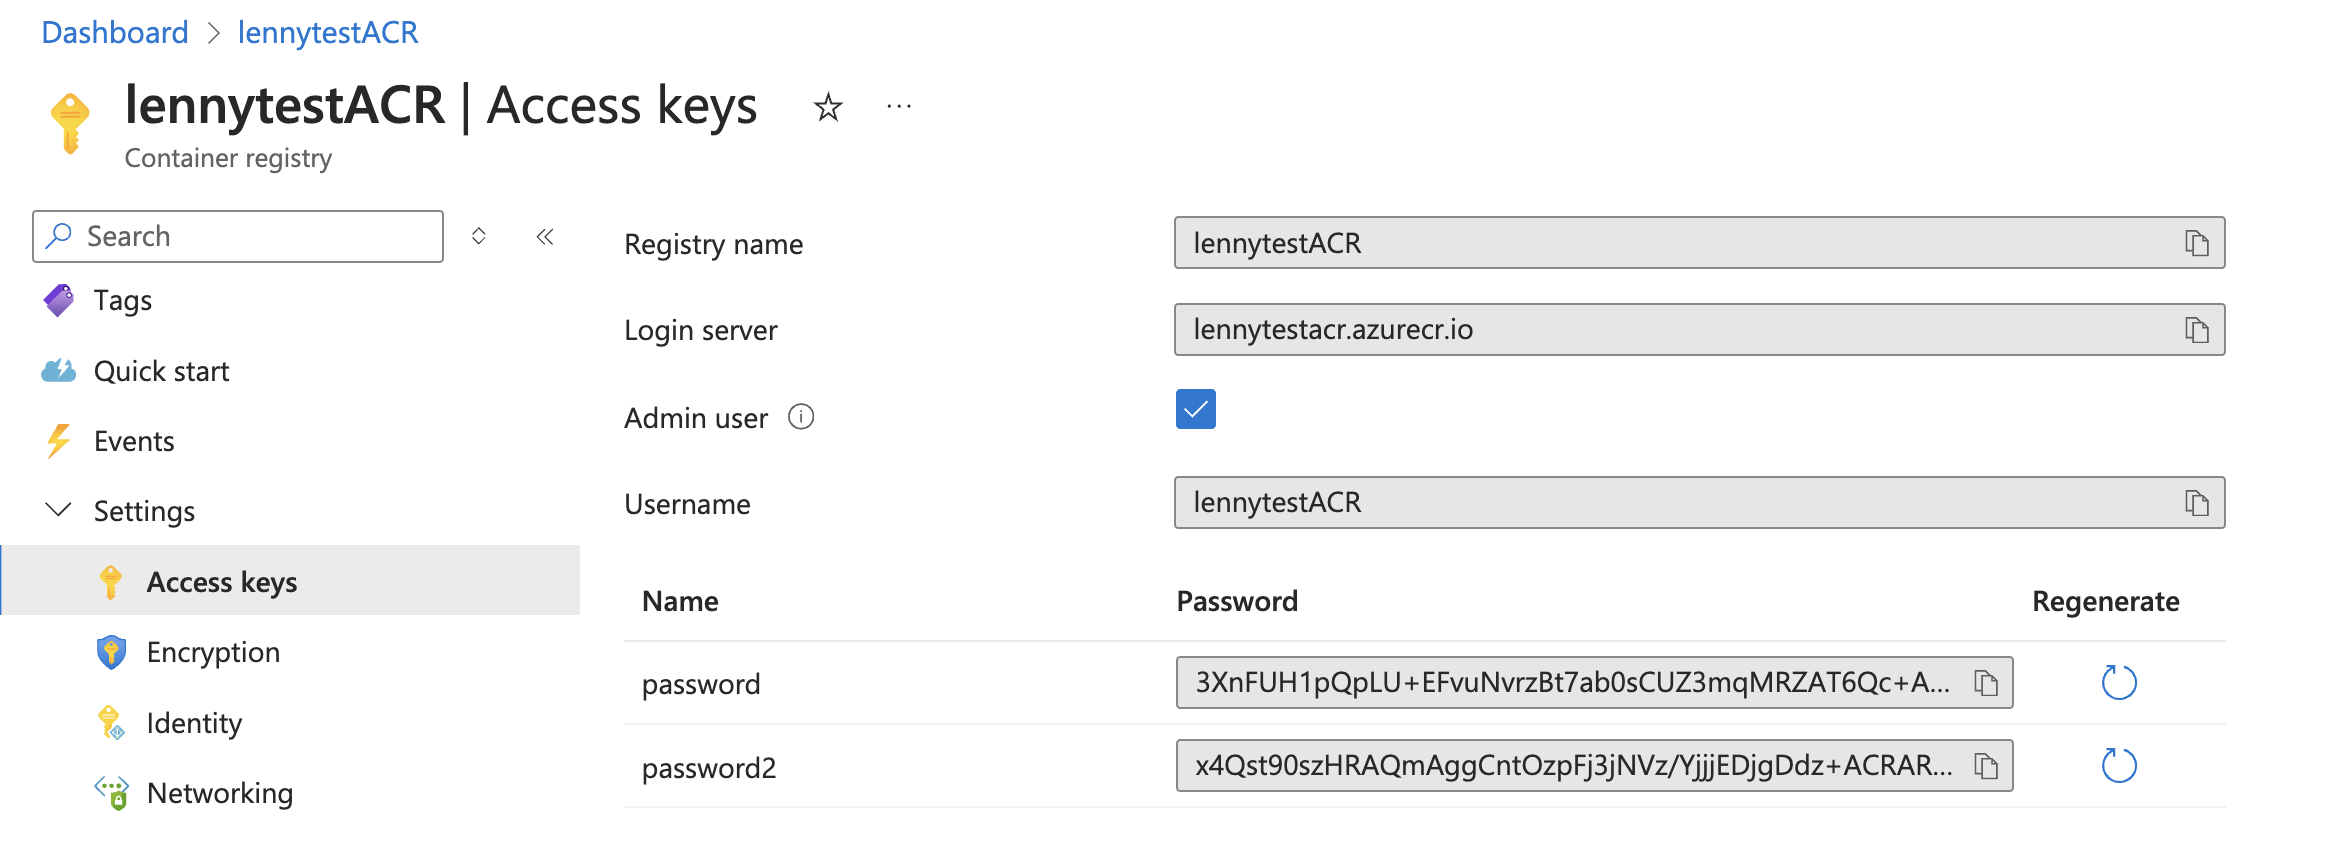 Dashboard > lennytestACR
lennytestACR | Access keys
Container registry
Search
Tags
Quick start
Events
Settings
Access keys
Encryption
Identity
Networking
Registry name lennytestACR
Login server lennytestacr.azurecr.io
Admin user
Username lennytestACR
Name Password Regenerate
password 3XnFUH1pQpLU+EFvuNvrzBt7ab0sCUZ3mqMRZAT6Qc+A...
password2 x4Qst90szHRAQmAggCntOzpFj3jNVz/YjjjEDjgDdz+ACRAR...